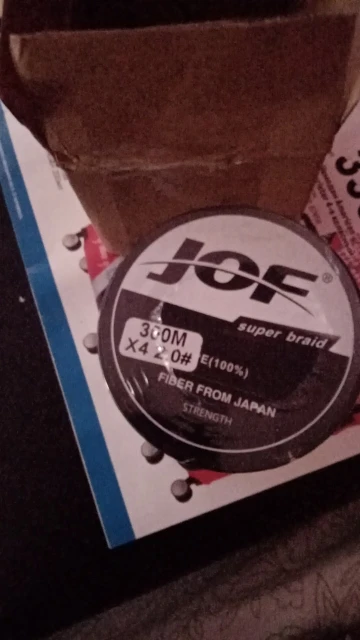 JOF®
super braid
300M
X4 2.0#
E(100%)
FIBER FROM JAPAN
STRENGTH